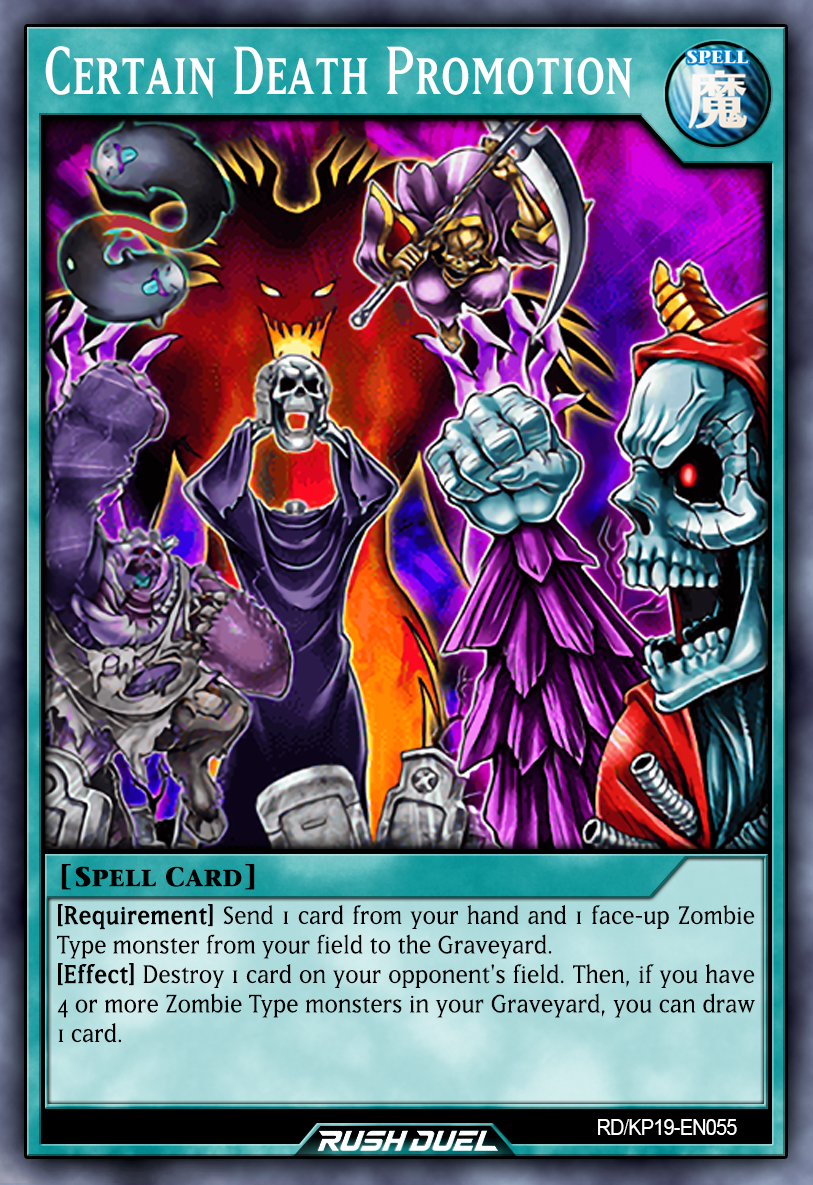 Certain Death Promotion
SPELL
魔
[Spell Card]
[Requirement] Send 1 card from your hand and 1 face-up Zombie
Type monster from your field to the Graveyard.
[Effect] Destroy 1 card on your opponent's field. Then, if you have
4 or more Zombie Type monsters in your Graveyard, you can draw
1 card.
RD/KP19-EN055
RUSH DUEL